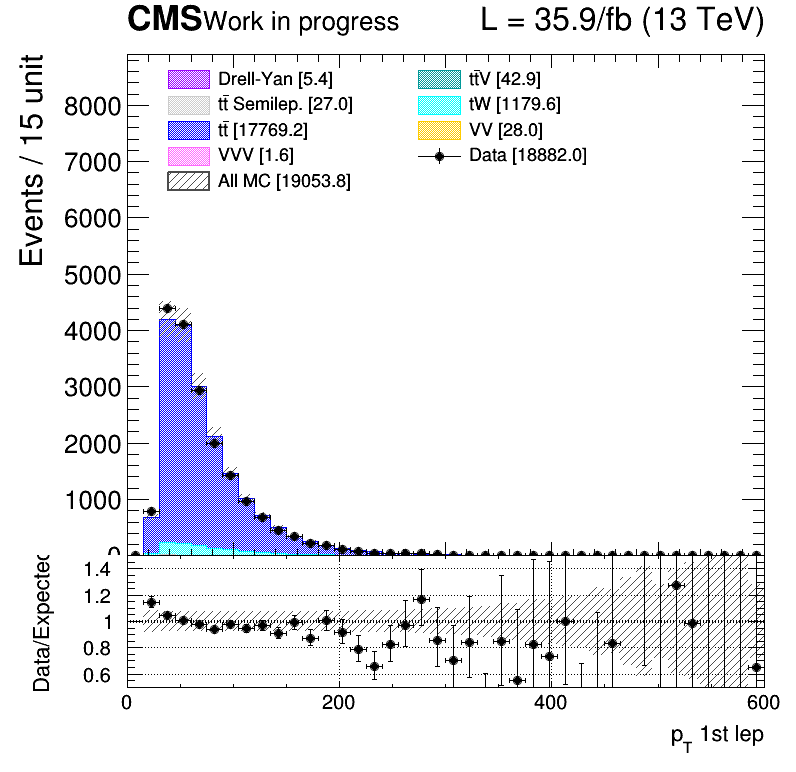 CMS Work in progress L = 35.9/fb (13 TeV)
Events / 15 unit
Drell-Yan [5.4]
tt̄ Semilep. [27.0]
tt̄ [17769.2]
VVV [1.6]
All MC [19053.8]
tt̄V [42.9]
tW [1179.6]
VV [28.0]
Data [18882.0]
8000
7000
6000
5000
4000
3000
2000
1000
0
Data/Expected
1.4
1.2
1
0.8
0.6
0 200 400 600
p_T 1st lep